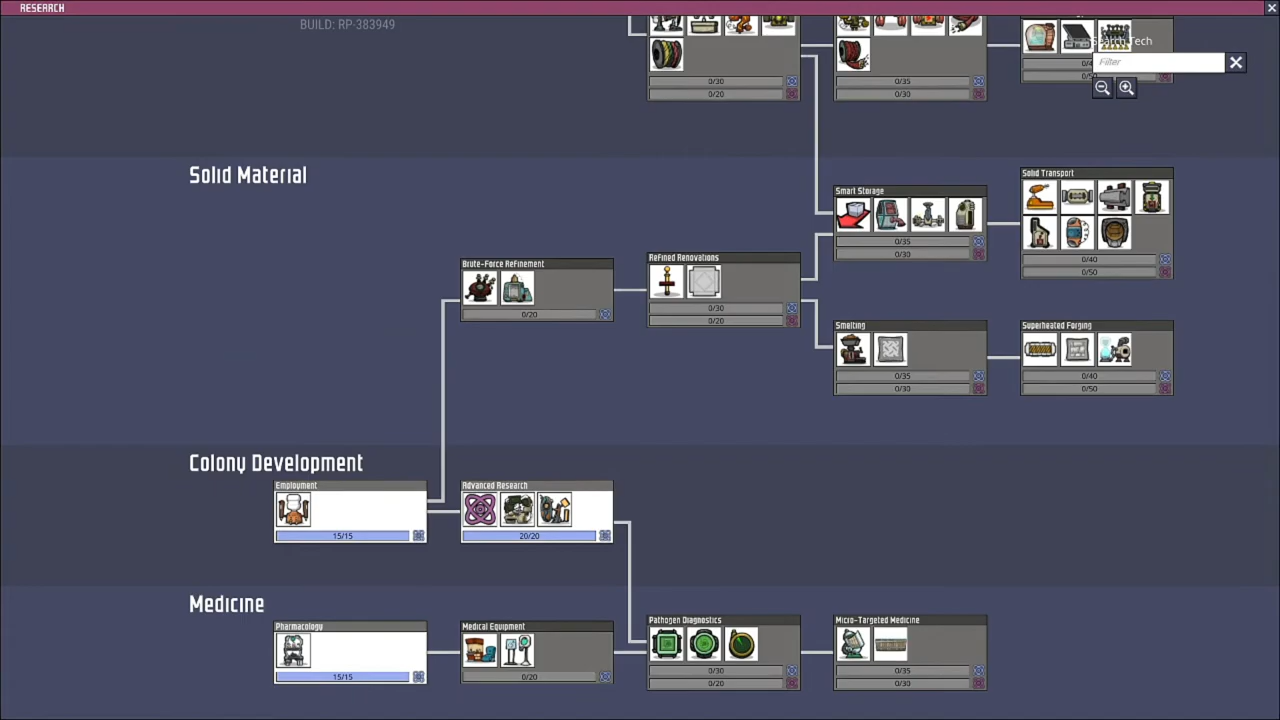 RESEARCH
BUILD: RP-383949
Search Tech
Filter
0/30
0/20
0/35
0/30
Solid Material
Solid Transport
Smart Storage
0/35
0/30
0/40
0/50
Brute-Force Refinement
0/20
Refined Renovations
0/30
0/20
Smelting
0/35
0/30
Superheated Forging
0/40
0/50
Colony Development
Employment
15/15
Advanced Research
20/20
Medicine
Pharmacology
15/15
Medical Equipment
0/20
Pathogen Diagnostics
0/30
0/20
Micro-Targeted Medicine
0/35
0/30